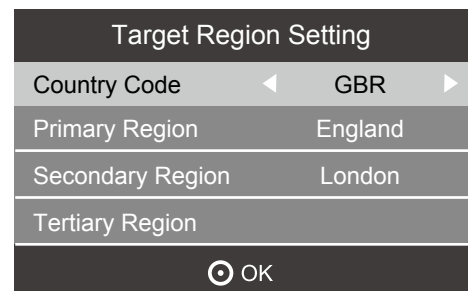 Target Region Setting
Country Code GBR
Primary Region England
Secondary Region London
Tertiary Region
OK